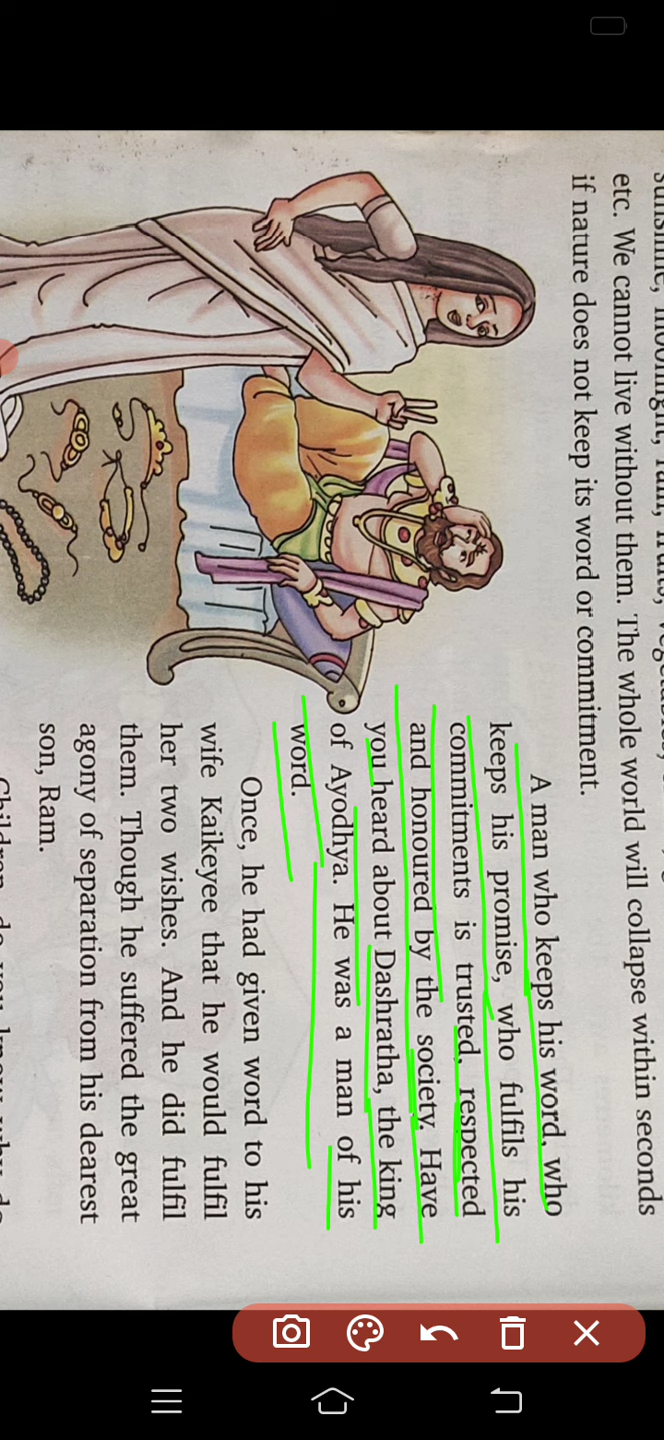 etc. We cannot live without them. The whole world will collapse within seconds
if nature does not keep its word or commitment.
A man who keeps his word, who
keeps his promise, who fulfils his
commitments is trusted, respected
and honoured by the society. Have
you heard about Dashratha, the king
of Ayodhya. He was a man of his
word.
Once, he had given word to his
wife Kaikeyee that he would fulfil
her two wishes. And he did fulfil
them. Though he suffered the great
agony of separation from his dearest
son, Ram.